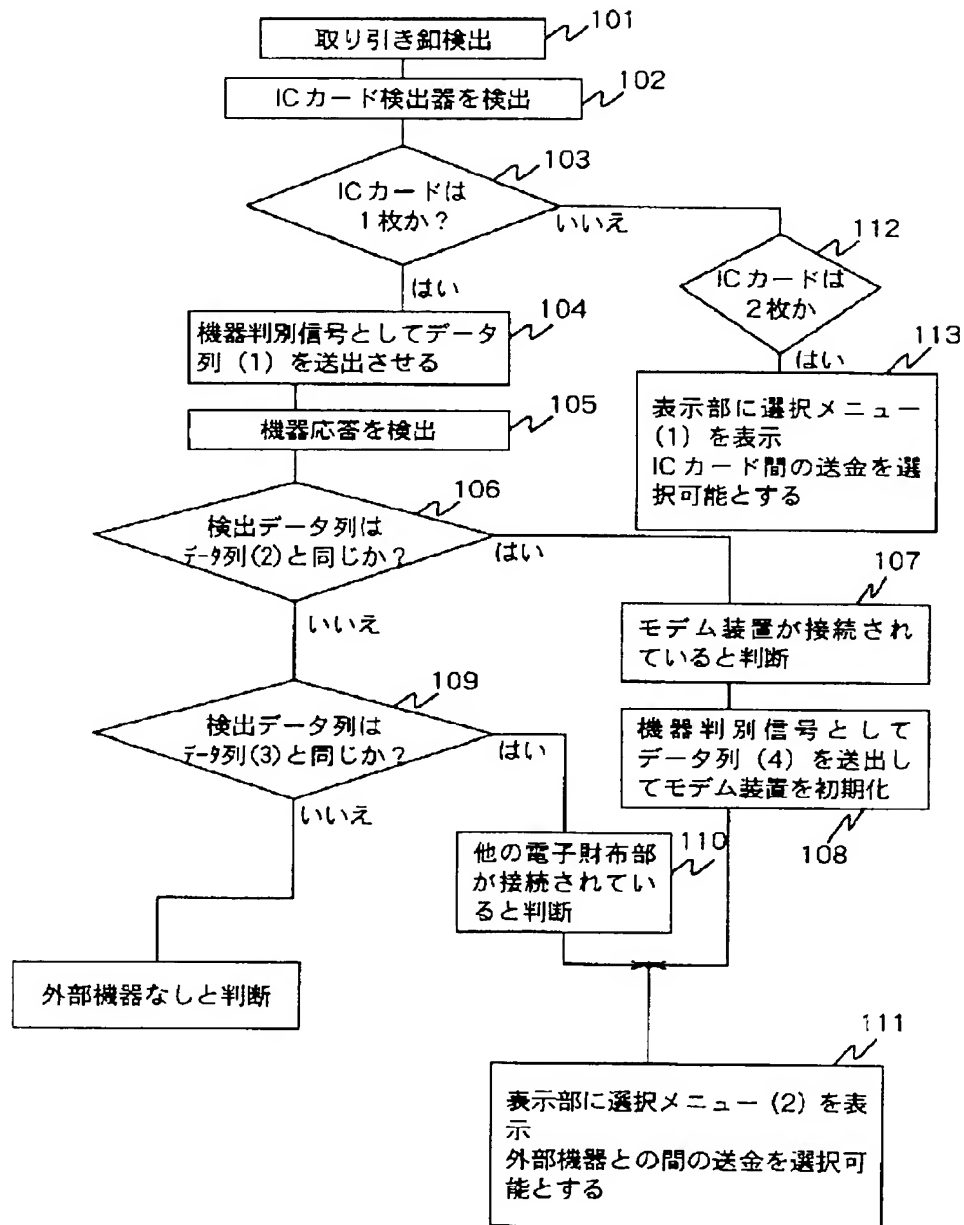 101
取り引き釦検出
102
ICカード検出器を検出
103
ICカードは
1枚か？
いいえ
はい
112
ICカードは
2枚か
はい
113
表示部に選択メニュー
(1) を表示
ICカード間の送金を選
択可能とする
104
機器判別信号としてデータ
列（1）を送出させる
105
機器応答を検出
106
検出データ列は
ﾃﾞｰﾀ列(2)と同じか？
はい
いいえ
107
モデム装置が接続され
ていると判断
108
機器判別信号として
データ列（4）を送出し
てモデム装置を初期化
109
検出データ列は
ﾃﾞｰﾀ列(3)と同じか？
はい
いいえ
110
他の電子財布部
が接続されてい
ると判断
外部機器なしと判断
111
表示部に選択メニュー（2）を表
示
外部機器との間の送金を選択可
能とする